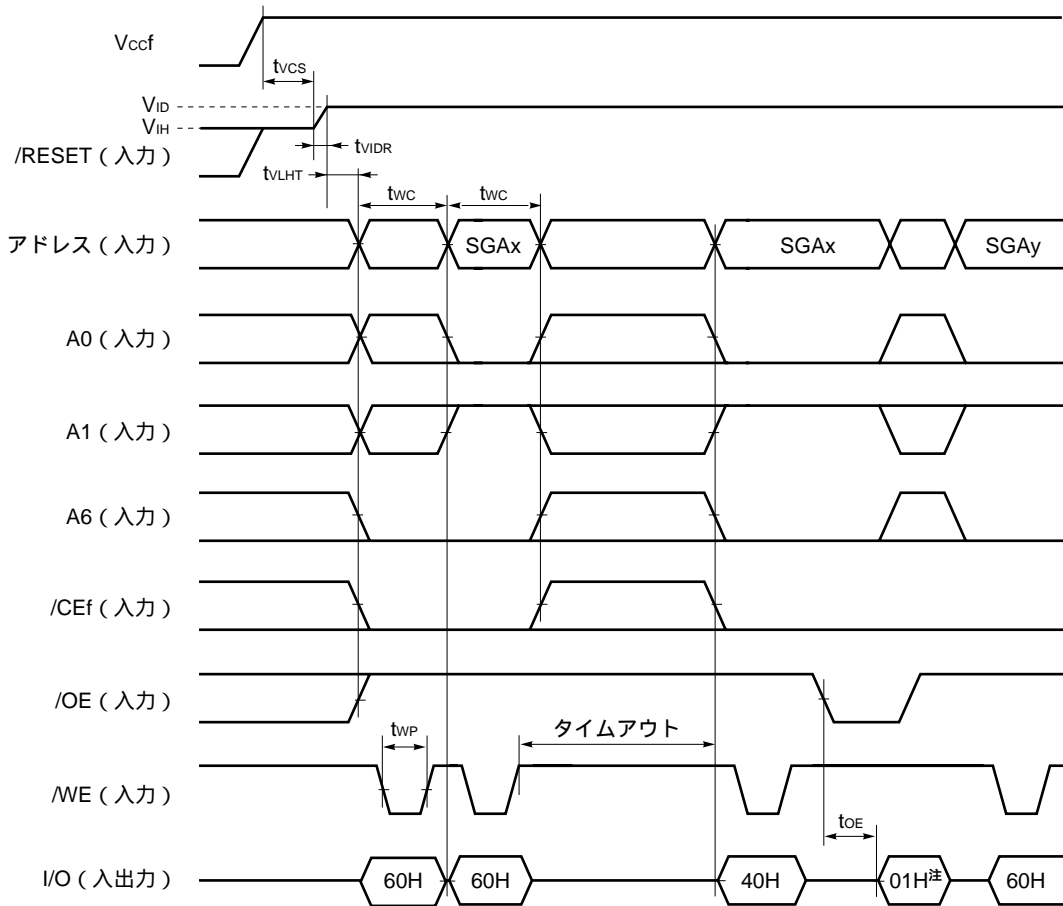 Vccf
tVCS
VID
VIH
/RESET（入力）
tVIDR
tVLHT
tWC
tWC
アドレス（入力）
SGAx
SGAx
SGAy
A0（入力）
A1（入力）
A6（入力）
/CEf（入力）
/OE（入力）
tWP
タイムアウト
/WE（入力）
tOE
I/O（入出力）
60H
60H
40H
01H注
60H